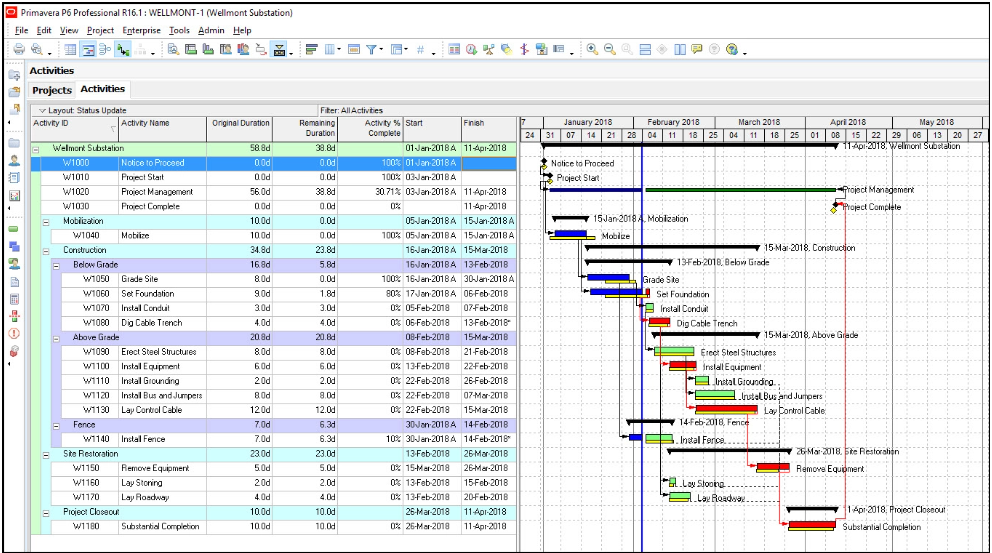 Primavera P6 Professional R16.1 : WELLMONT-1 (Wellmont Substation)
File Edit View Project Enterprise Tools Admin Help
Activities
Projects Activities
Layout: Status Update Filter: All Activities
Activity ID Activity Name Original Duration Remaining Duration Activity % Complete Start Finish
7 January 2018 February 2018 March 2018 April 2018 May 2018
24 31 07 14 21 28 04 11 18 25 04 11 18 25 01 08 15 22 29 06 13 20 27
Wellmont Substation 58.8d 38.8d 01-Jan-2018 A 11-Apr-2018
11-Apr-2018, Wellmont Substation
W1000 Notice to Proceed 0.0d 0.0d 100% 01-Jan-2018 A
Notice to Proceed
W1010 Project Start 0.0d 0.0d 100% 03-Jan-2018 A
Project Start
W1020 Project Management 56.0d 38.8d 30.71% 03-Jan-2018 A 11-Apr-2018
Project Management
W1030 Project Complete 0.0d 0.0d 0% 11-Apr-2018
Project Complete
Mobilization 10.0d 0.0d 05-Jan-2018 A 15-Jan-2018 A
15-Jan-2018 A, Mobilization
W1040 Mobilize 10.0d 0.0d 100% 05-Jan-2018 A 15-Jan-2018 A
Mobilize
Construction 34.8d 23.8d 16-Jan-2018 A 15-Mar-2018
15-Mar-2018, Construction
Below Grade 16.8d 5.8d 16-Jan-2018 A 13-Feb-2018
13-Feb-2018, Below Grade
W1050 Grade Site 8.0d 0.0d 100% 16-Jan-2018 A 30-Jan-2018 A
Grade Site
W1060 Set Foundation 9.0d 1.8d 80% 17-Jan-2018 A 06-Feb-2018
Set Foundation
W1070 Install Conduit 3.0d 3.0d 0% 05-Feb-2018 07-Feb-2018
Install Conduit
W1080 Dig Cable Trench 4.0d 4.0d 0% 06-Feb-2018 13-Feb-2018*
Dig Cable Trench
Above Grade 20.8d 20.8d 08-Feb-2018 15-Mar-2018
15-Mar-2018, Above Grade
W1090 Erect Steel Structures 8.0d 8.0d 0% 08-Feb-2018 21-Feb-2018
Erect Steel Structures
W1100 Install Equipment 6.0d 6.0d 0% 13-Feb-2018 22-Feb-2018
Install Equipment
W1110 Install Grounding 2.0d 2.0d 0% 22-Feb-2018 26-Feb-2018
Install Grounding
W1120 Install Bus and Jumpers 8.0d 8.0d 0% 22-Feb-2018 07-Mar-2018
Install Bus and Jumpers
W1130 Lay Control Cable 12.0d 12.0d 0% 22-Feb-2018 15-Mar-2018
Lay Control Cable
Fence 7.0d 6.3d 30-Jan-2018 A 14-Feb-2018
14-Feb-2018, Fence
W1140 Install Fence 7.0d 6.3d 10% 30-Jan-2018 A 14-Feb-2018*
Install Fence
Site Restoration 23.0d 23.0d 13-Feb-2018 26-Mar-2018
26-Mar-2018, Site Restoration
W1150 Remove Equipment 5.0d 5.0d 0% 15-Mar-2018 26-Mar-2018
Remove Equipment
W1160 Lay Stoning 2.0d 2.0d 0% 13-Feb-2018 15-Feb-2018
Lay Stoning
W1170 Lay Roadway 4.0d 4.0d 0% 13-Feb-2018 20-Feb-2018
Lay Roadway
Project Closeout 10.0d 10.0d 26-Mar-2018 11-Apr-2018
11-Apr-2018, Project Closeout
W1180 Substantial Completion 10.0d 10.0d 0% 26-Mar-2018 11-Apr-2018
Substantial Completion